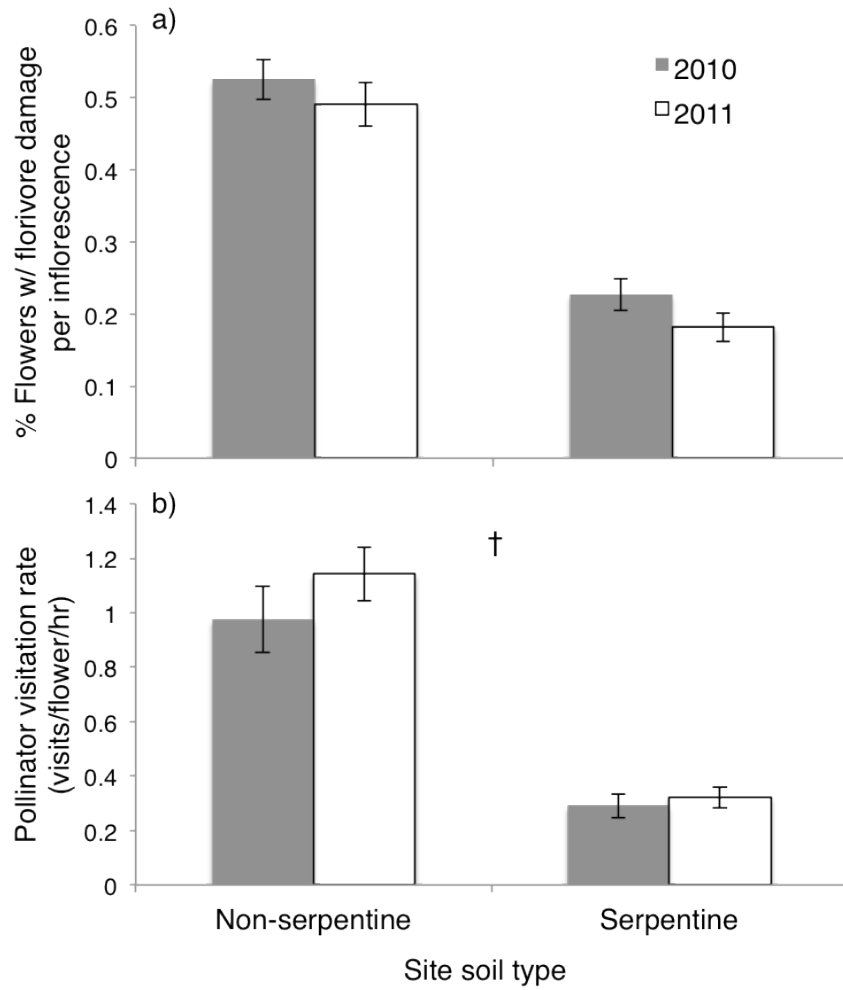 a)
% Flowers w/ florivore damage
per inflorescence
0.6
0.5
0.4
0.3
0.2
0.1
0
2010
2011
b)
Pollinator visitation rate
(visits/flower/hr)
1.4
1.2
1
0.8
0.6
0.4
0.2
0
†
Non-serpentine
Serpentine
Site soil type